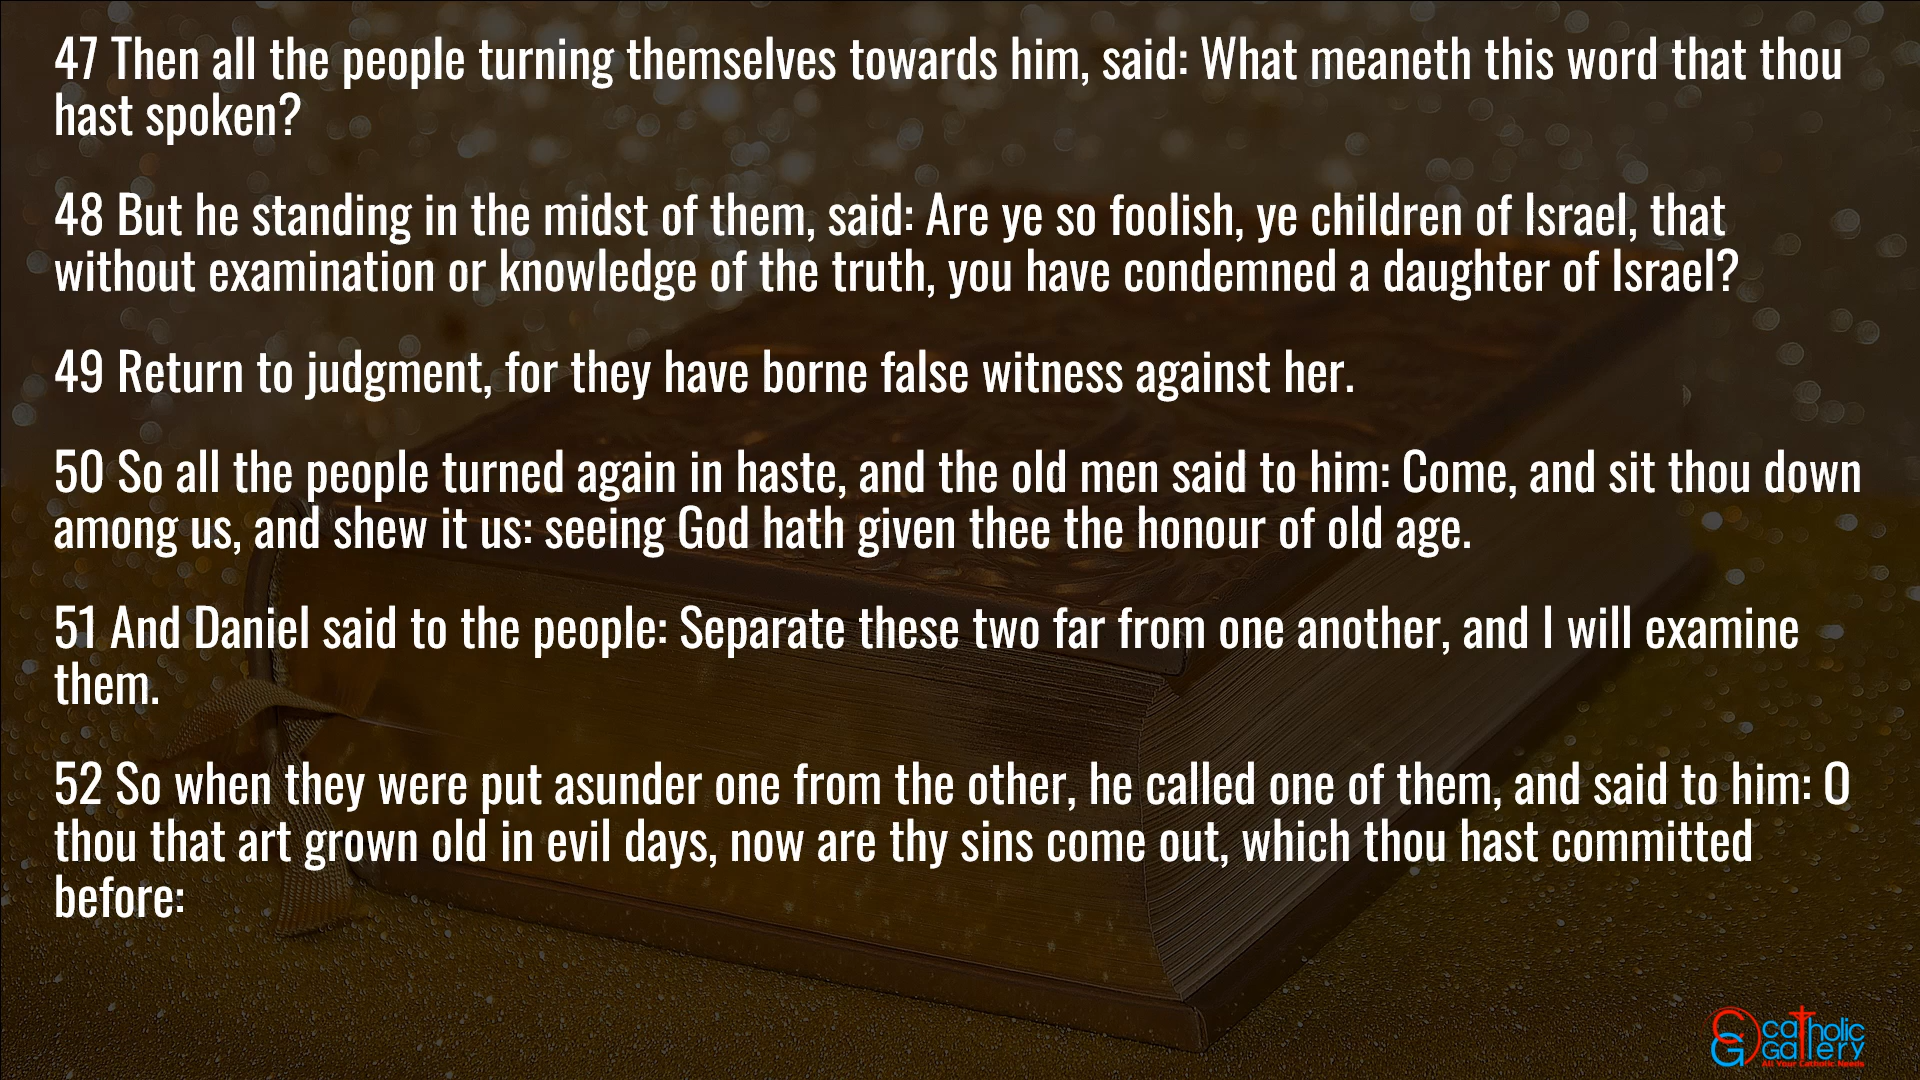 47 Then all the people turning themselves towards him, said: What meaneth this word that thou
hast spoken?
48 But he standing in the midst of them, said: Are ye so foolish, ye children of Israel, that
without examination or knowledge of the truth, you have condemned a daughter of Israel?
49 Return to judgment, for they have borne false witness against her.
50 So all the people turned again in haste, and the old men said to him: Come, and sit thou down
among us, and shew it us: seeing God hath given thee the honour of old age.
51 And Daniel said to the people: Separate these two far from one another, and I will examine
them.
52 So when they were put asunder one from the other, he called one of them, and said to him: O
thou that art grown old in evil days, now are thy sins come out, which thou hast committed
before:
CG catholic
Gallery
All Your Catholic Needs